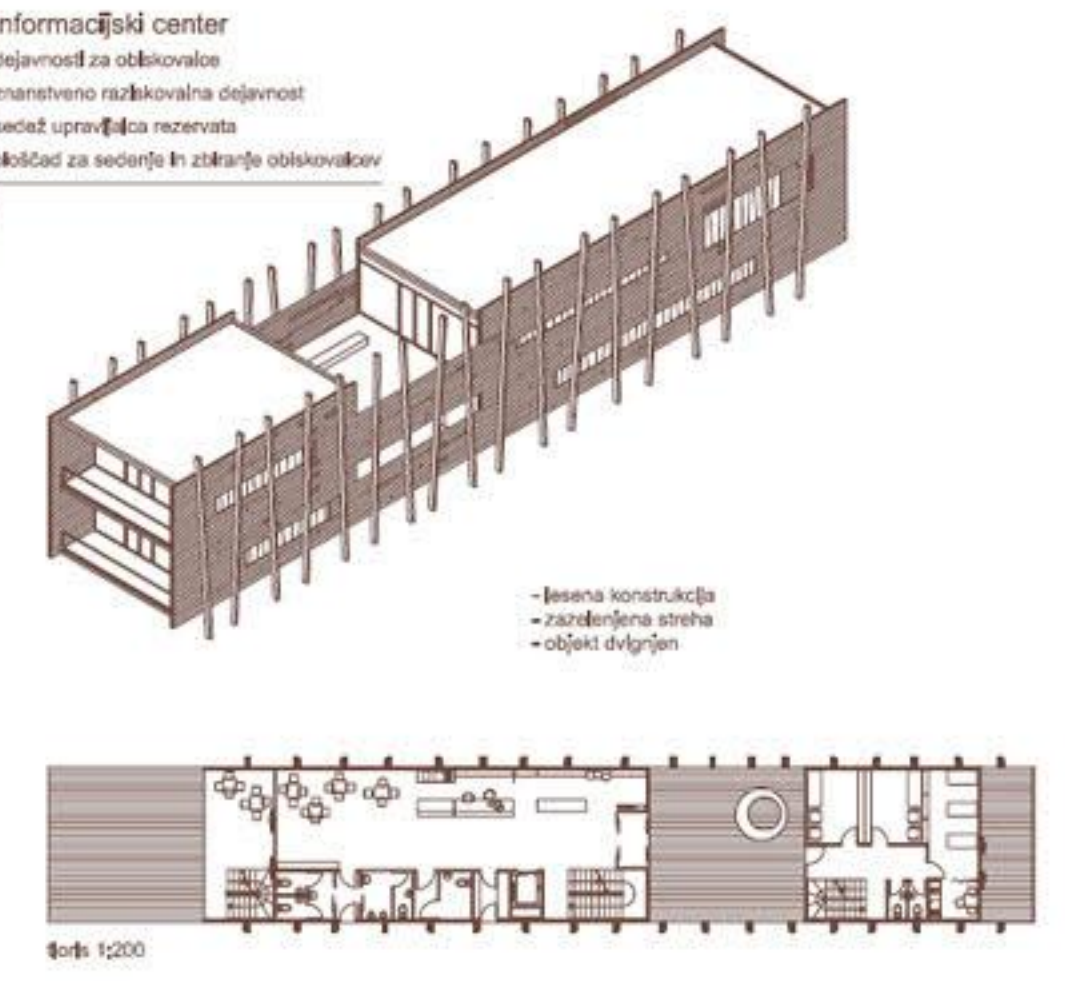 nformacijski center
dejavnosti za obiskovalce
znanstveno raziskovalna dejavnost
sedež upravljalca rezervata
ploščad za sedenje in zbiranje obiskovalcev
- lesena konstrukcija
- zazelenjena streha
- objekt dvignjen
tloris 1:200